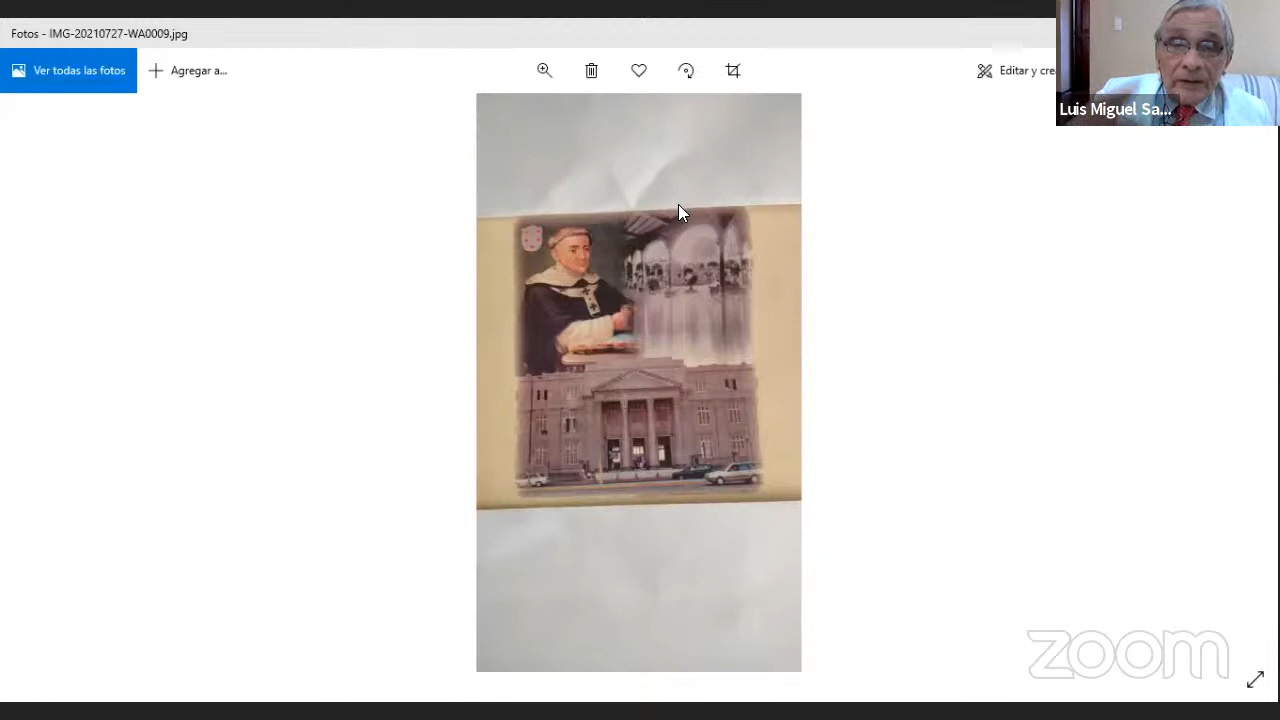 Fotos - IMG-20210727-WA0009.jpg
Ver todas las fotos
Agregar a...
Editar y cre
Luis Miguel Sa...
zoom